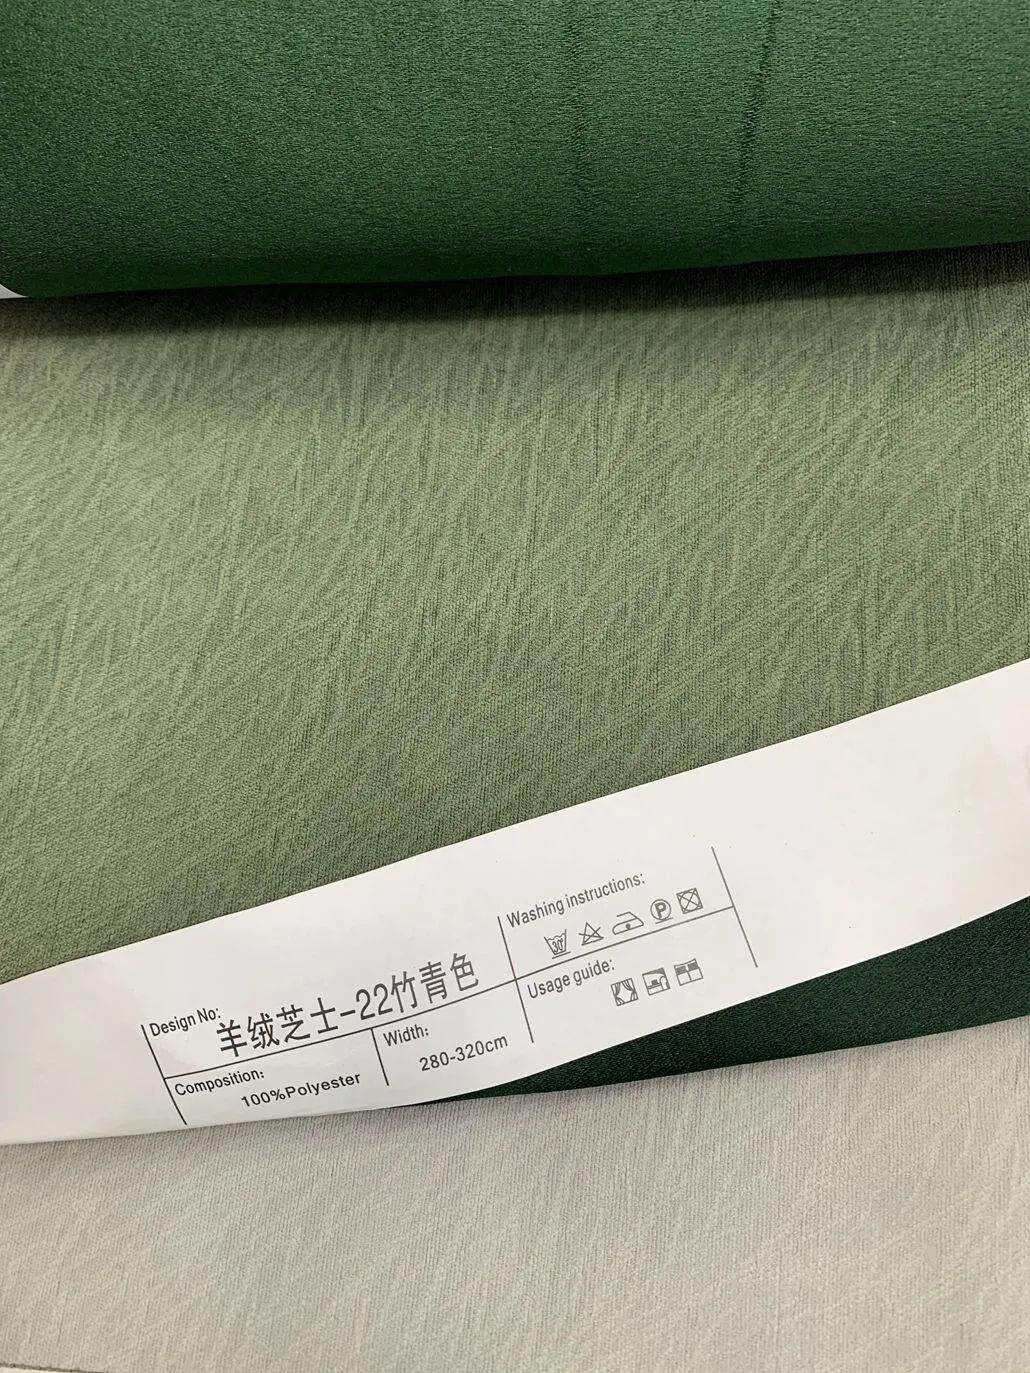 Design No:
羊绒芝士-22竹青色
Composition:
100%Polyester
Width:
280-320cm
Washing instructions:
30°
P
Usage guide: